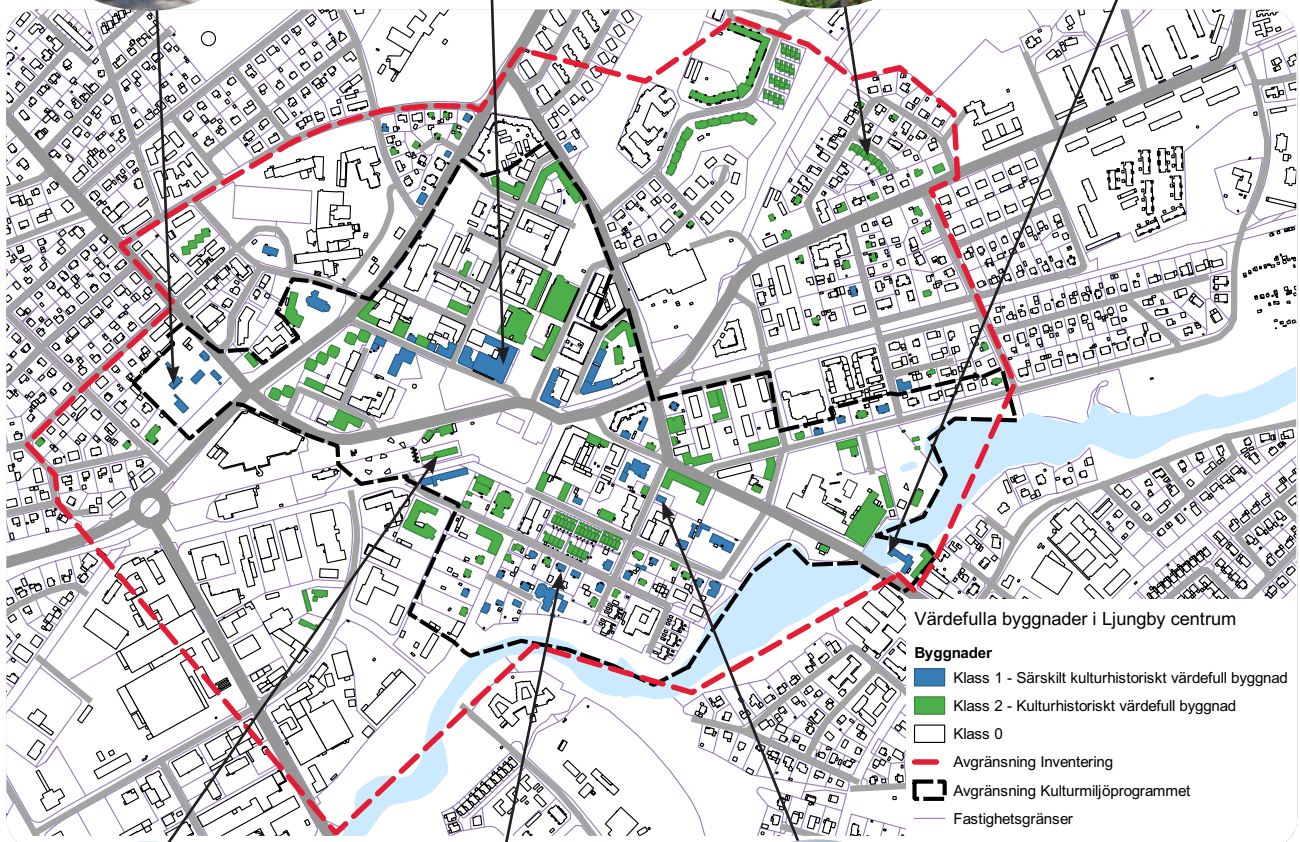 Värdefulla byggnader i Ljungby centrum
Byggnader
Klass 1 - Särskilt kulturhistoriskt värdefull byggnad
Klass 2 - Kulturhistoriskt värdefull byggnad
Klass 0
Avgränsning Inventering
Avgränsning Kulturmiljöprogrammet
Fastighetsgränser